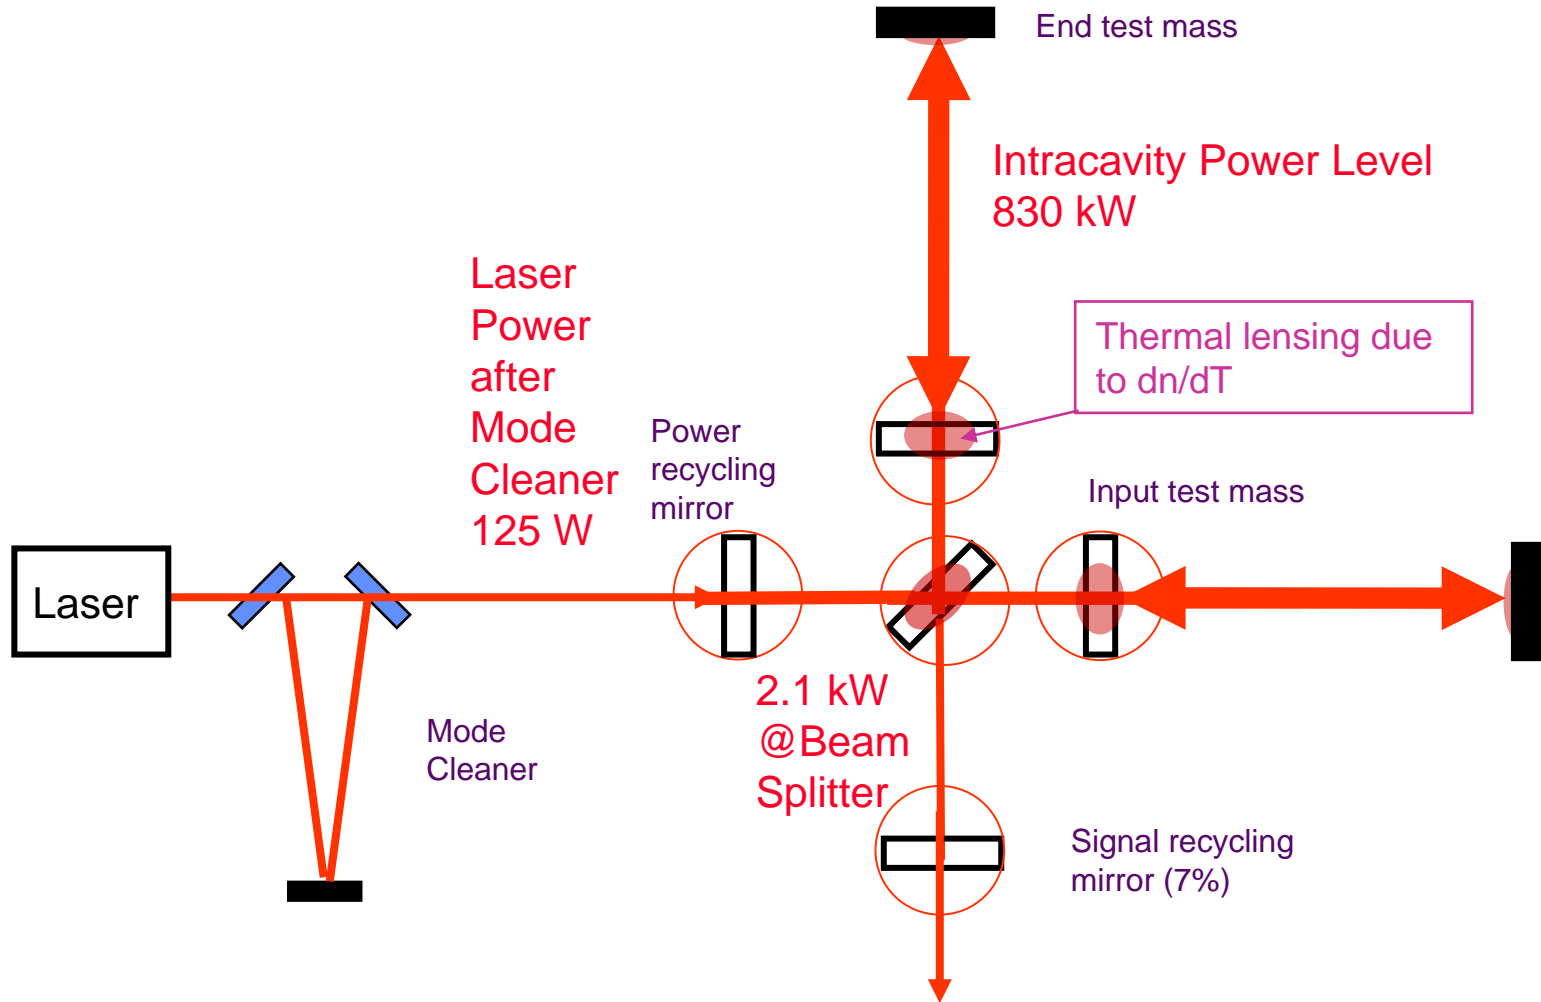 End test mass
Intracavity Power Level
830 kW
Laser
Power
after
Mode
Cleaner
125 W
Thermal lensing due
to dn/dT
Power
recycling
mirror
Input test mass
Laser
2.1 kW
@Beam
Splitter
Mode
Cleaner
Signal recycling
mirror (7%)